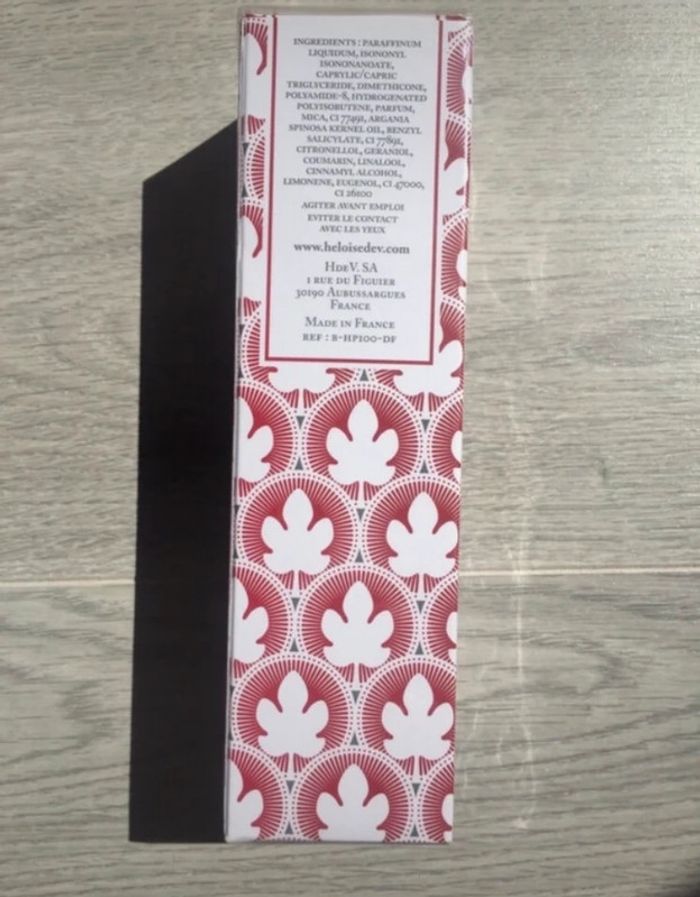 INGREDIENTS : PARAFFINUM
LIQUIDUM, ISONONYL
ISONONANOATE,
CAPRYLIC/CAPRIC
TRIGLYCERIDE, DIMETHICONE,
POLYAMIDE-8, HYDROGENATED
POLYISOBUTENE, PARFUM,
MICA, CI 77491, ARGANIA
SPINOSA KERNEL OIL, BENZYL
SALICYLATE, CI 77891,
CITRONELLOL, GERANIOL,
COUMARIN, LINALOOL,
CINNAMYL ALCOHOL,
LIMONENE, EUGENOL, CI 47000,
CI 26100
AGITER AVANT EMPLOI
EVITER LE CONTACT
AVEC LES YEUX
www.heloisedev.com
HDEV. SA
1 RUE DU FIGUIER
30190 AUBUSSARGUES
FRANCE
MADE IN FRANCE
REF : B-HP100-DF